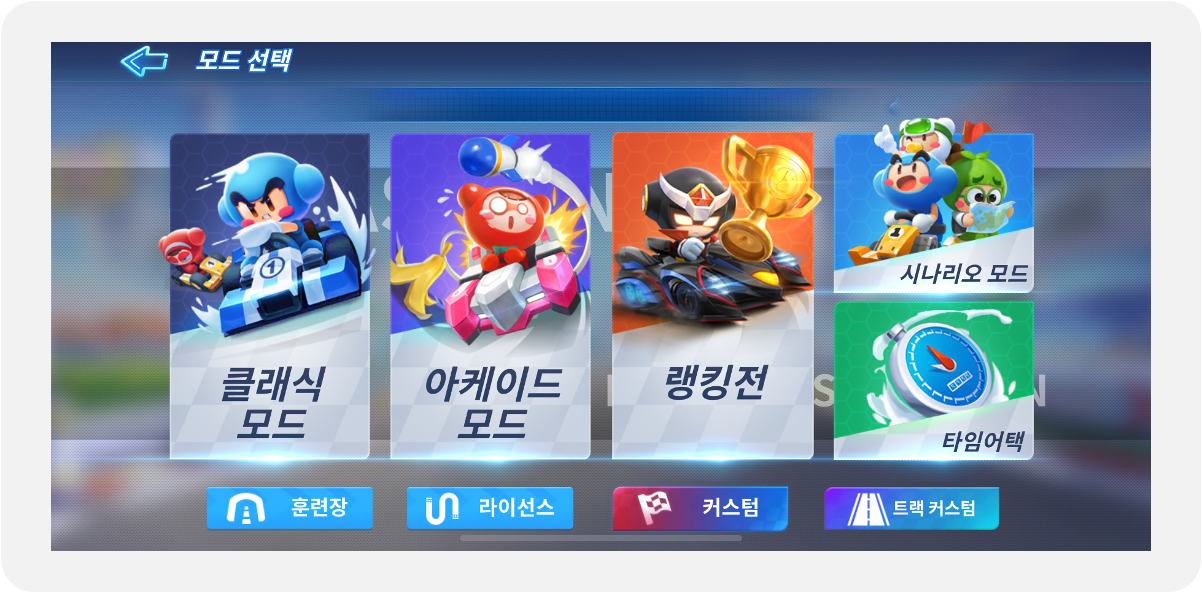 모드 선택
클래식
모드
아케이드
모드
랭킹전
시나리오 모드
타임어택
훈련장
라이선스
커스텀
트랙 커스텀